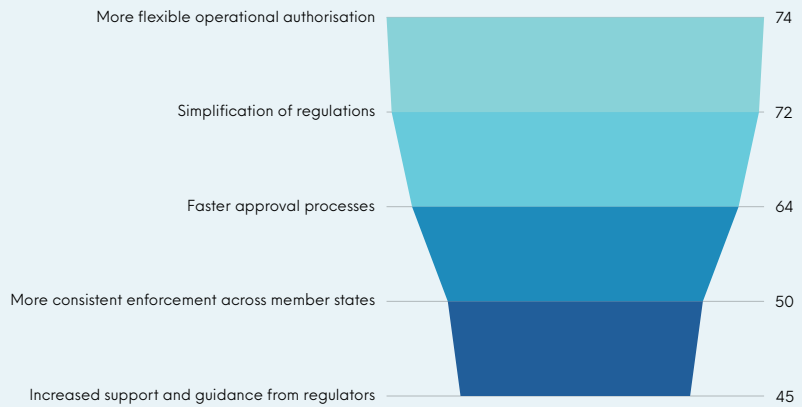 More flexible operational authorisation 74
Simplification of regulations 72
Faster approval processes 64
More consistent enforcement across member states 50
Increased support and guidance from regulators 45